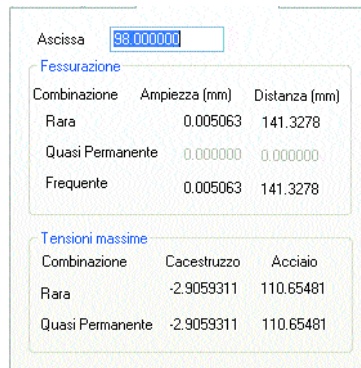 Ascissa 98.000000
Fessurazione
Combinazione Ampiezza (mm) Distanza (mm)
Rara 0.005063 141.3278
Quasi Permanente 0.000000 0.000000
Frequente 0.005063 141.3278
Tensioni massime
Combinazione Cacestruzzo Acciaio
Rara -2.9059311 110.65481
Quasi Permanente -2.9059311 110.65481